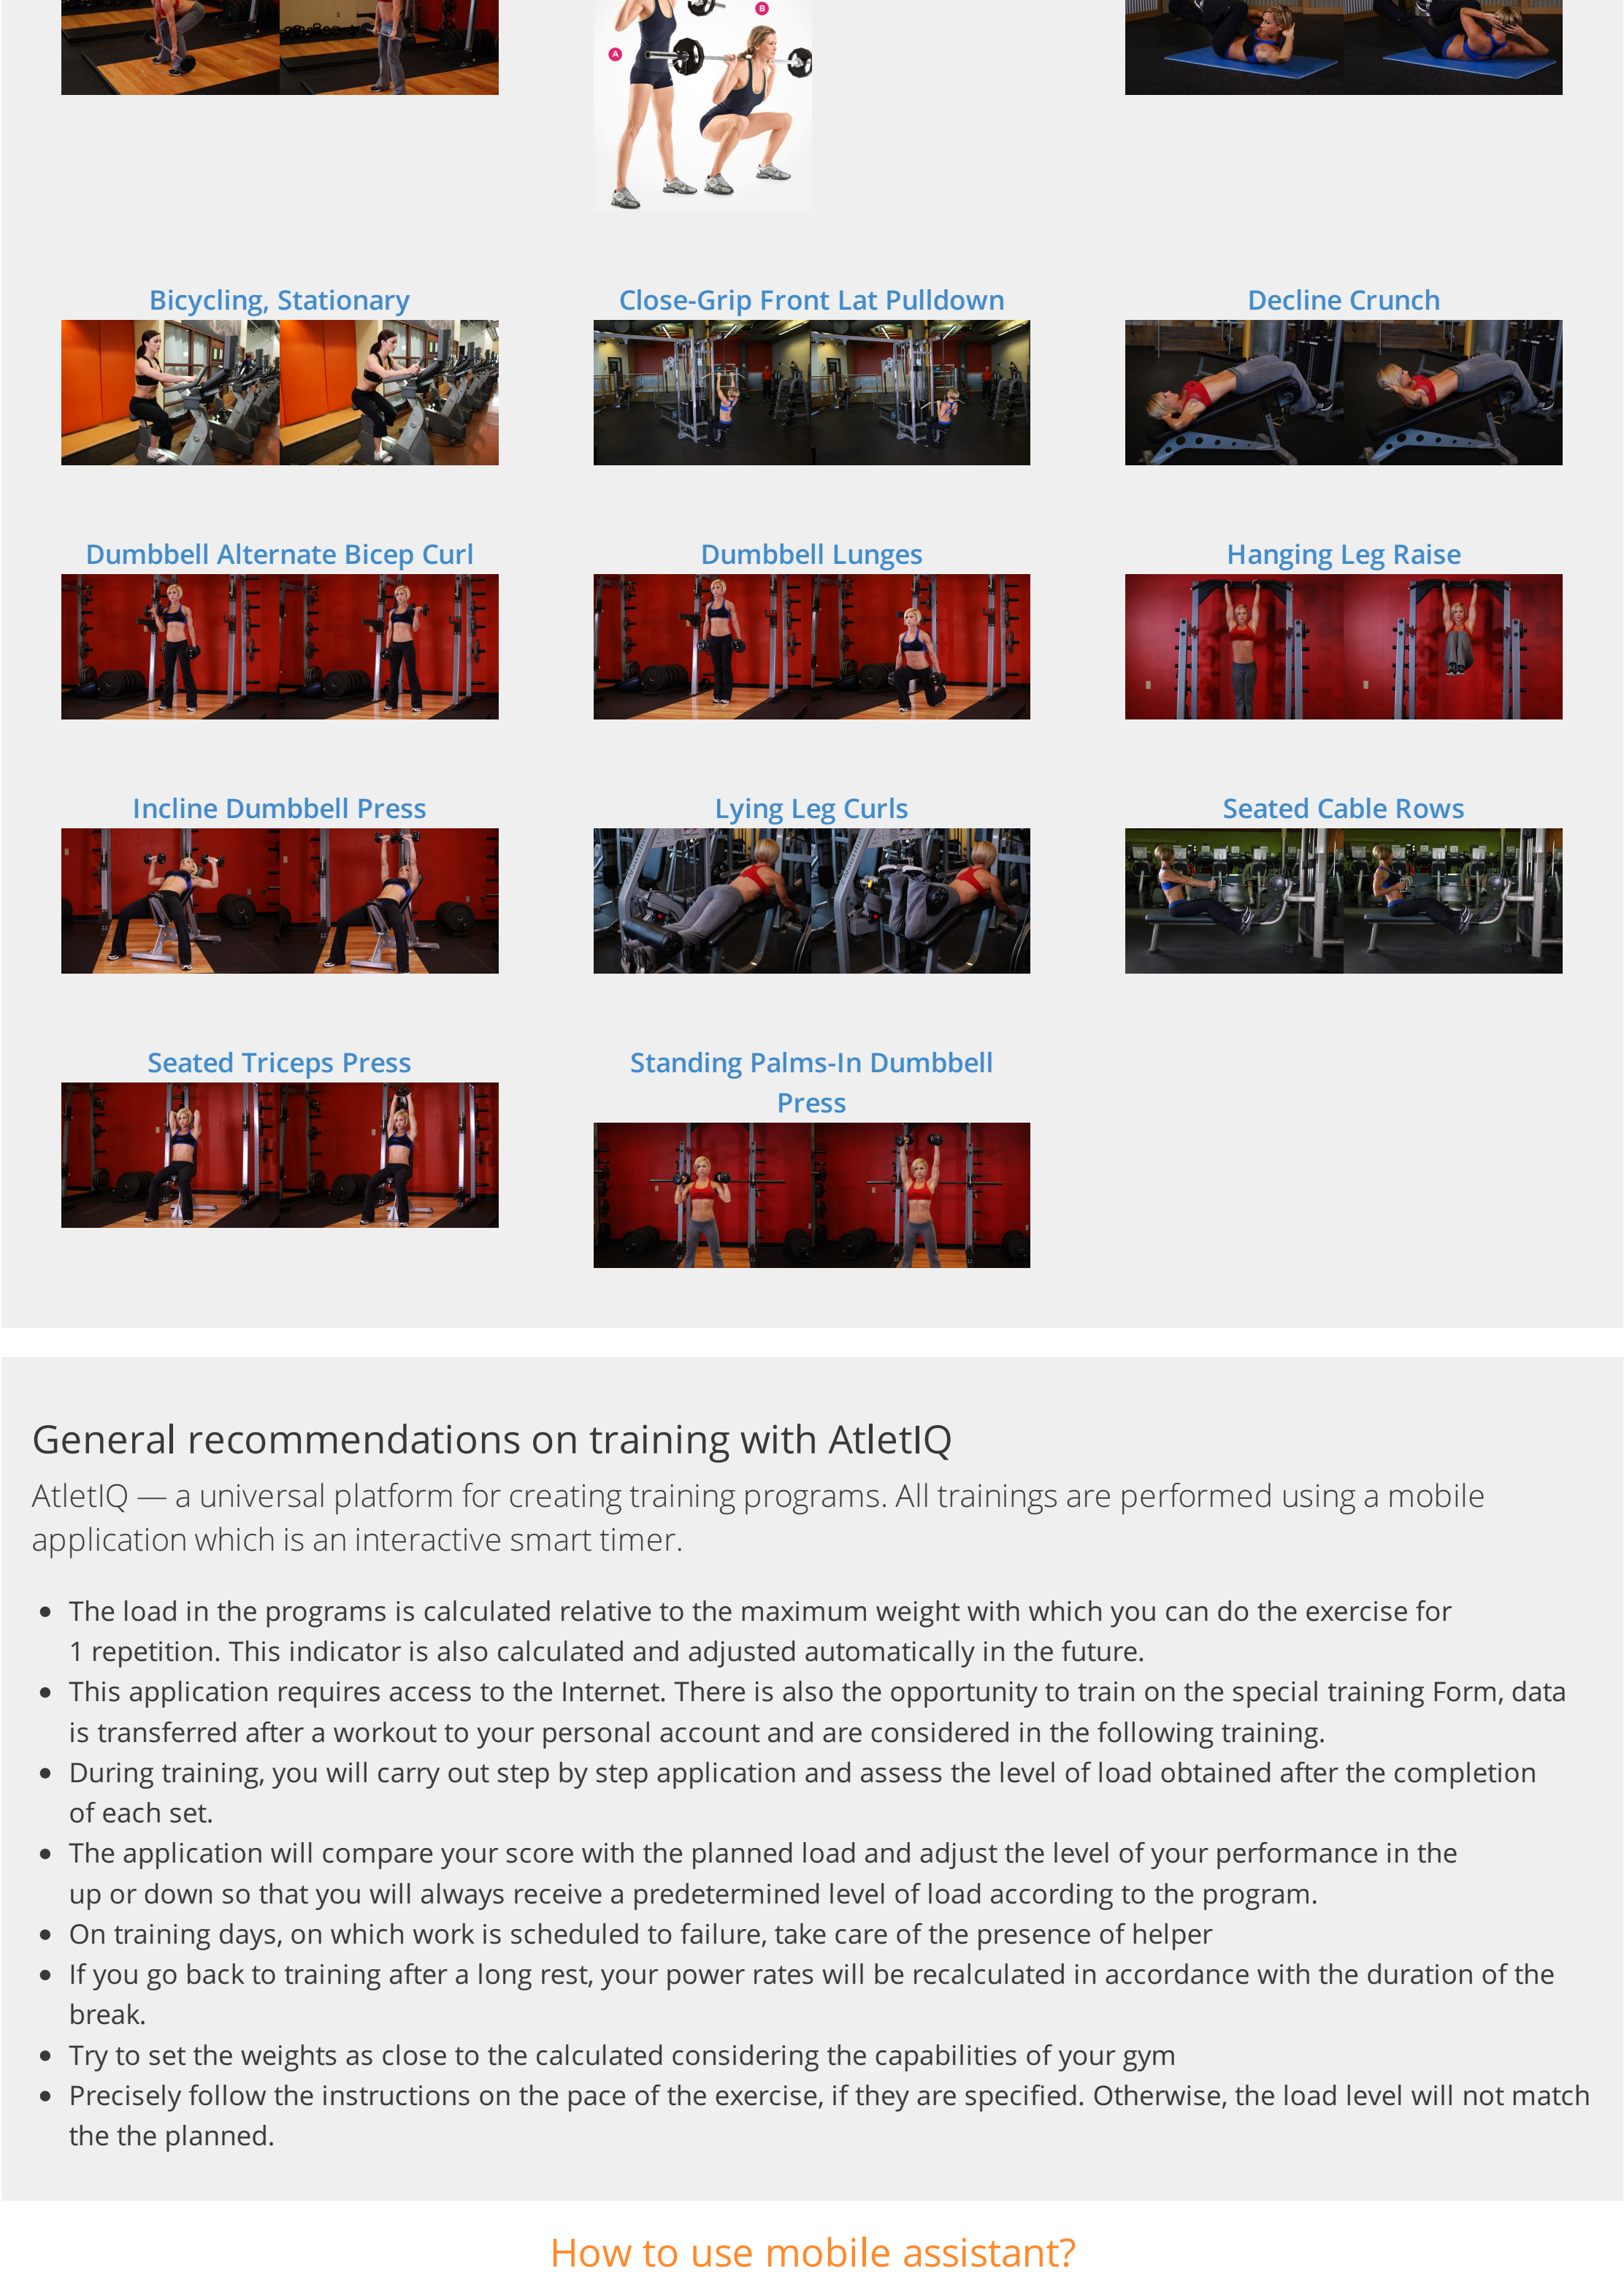 B
A
Bicycling, Stationary
Close-Grip Front Lat Pulldown
Decline Crunch
Dumbbell Alternate Bicep Curl
Dumbbell Lunges
Hanging Leg Raise
Incline Dumbbell Press
Lying Leg Curls
Seated Cable Rows
Seated Triceps Press
Standing Palms-In Dumbbell
Press
General recommendations on training with AtletIQ
AtletIQ — a universal platform for creating training programs. All trainings are performed using a mobile
application which is an interactive smart timer.
• The load in the programs is calculated relative to the maximum weight with which you can do the exercise for
1 repetition. This indicator is also calculated and adjusted automatically in the future.
• This application requires access to the Internet. There is also the opportunity to train on the special training Form, data
is transferred after a workout to your personal account and are considered in the following training.
• During training, you will carry out step by step application and assess the level of load obtained after the completion
of each set.
• The application will compare your score with the planned load and adjust the level of your performance in the
up or down so that you will always receive a predetermined level of load according to the program.
• On training days, on which work is scheduled to failure, take care of the presence of helper
• If you go back to training after a long rest, your power rates will be recalculated in accordance with the duration of the
break.
• Try to set the weights as close to the calculated considering the capabilities of your gym
• Precisely follow the instructions on the pace of the exercise, if they are specified. Otherwise, the load level will not match
the the planned.
How to use mobile assistant?